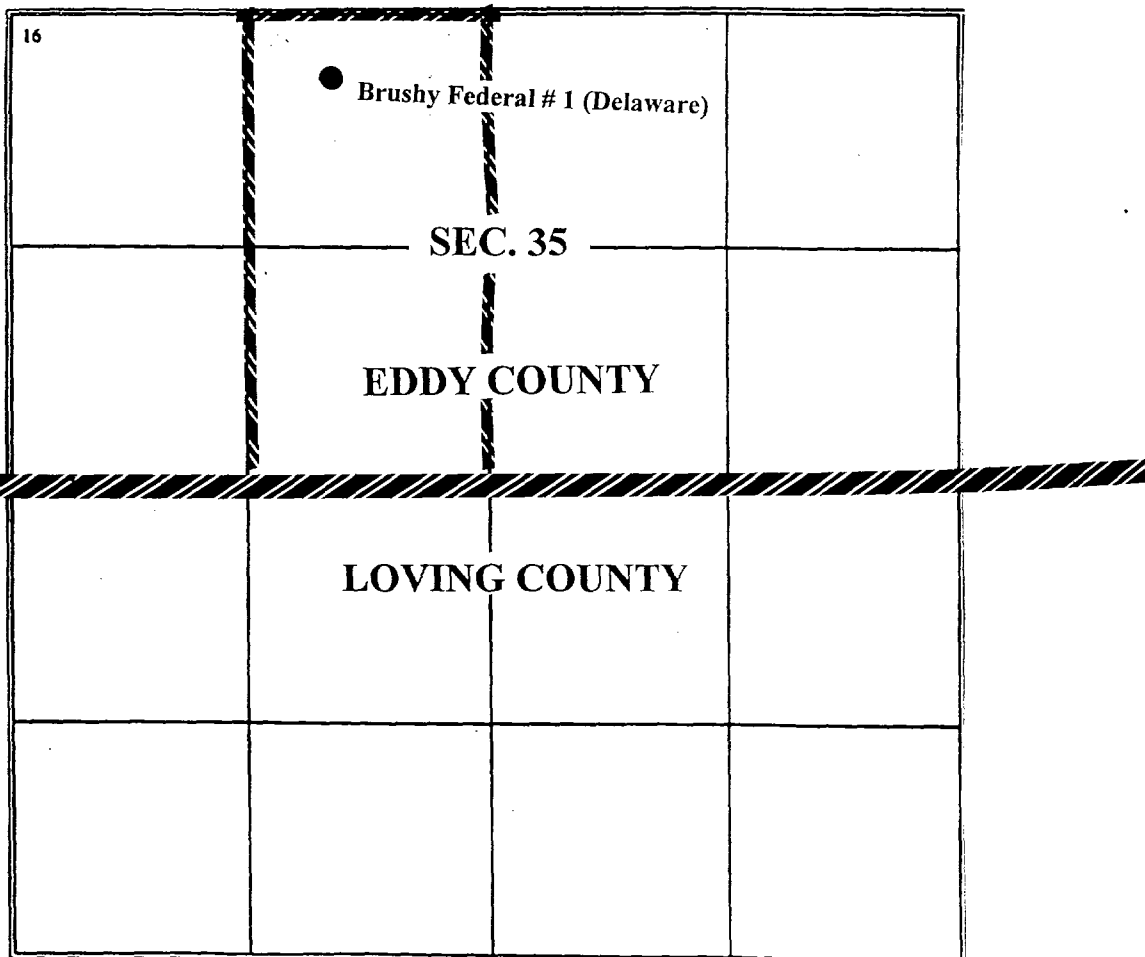 16
Brushy Federal # 1 (Delaware)
SEC. 35
EDDY COUNTY
LOVING COUNTY